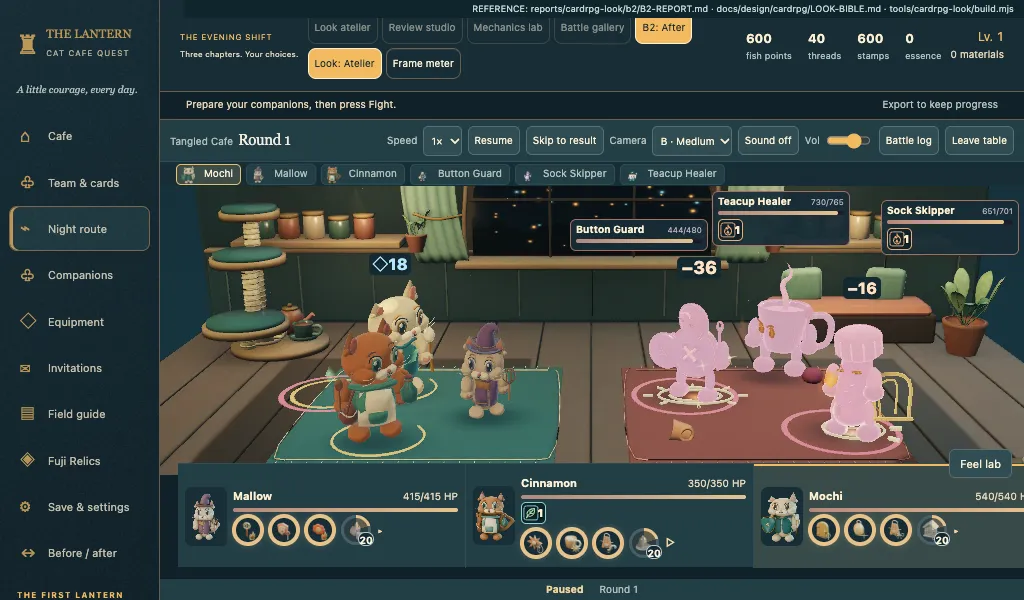 REFERENCE: reports/cardrpg-look/b2/B2-REPORT.md · docs/design/cardrpg/LOOK-BIBLE.md · tools/cardrpg-look/build.mjs
THE LANTERN
CAT CAFE QUEST
A little courage, every day.
Cafe
Team & cards
Night route
Companions
Equipment
Invitations
Field guide
Fuji Relics
Save & settings
Before / after
THE FIRST LANTERN
THE EVENING SHIFT
Three chapters. Your choices.
Look atelier
Review studio
Mechanics lab
Battle gallery
B2: After
Look: Atelier
Frame meter
600 fish points
40 threads
600 stamps
0 essence
Lv. 1
0 materials
Prepare your companions, then press Fight.
Export to keep progress
Tangled Cafe Round 1
Speed 1x Resume Skip to result Camera B · Medium Sound off Vol Battle log Leave table
Mochi Mallow Cinnamon Button Guard Sock Skipper Teacup Healer
Button Guard 444/480
Teacup Healer 730/765
1
Sock Skipper 651/701
1
18
−36
−16
Feel lab
Mallow 415/415 HP
20
Cinnamon 350/350 HP
1
20
Mochi 540/540 H
20
Paused Round 1